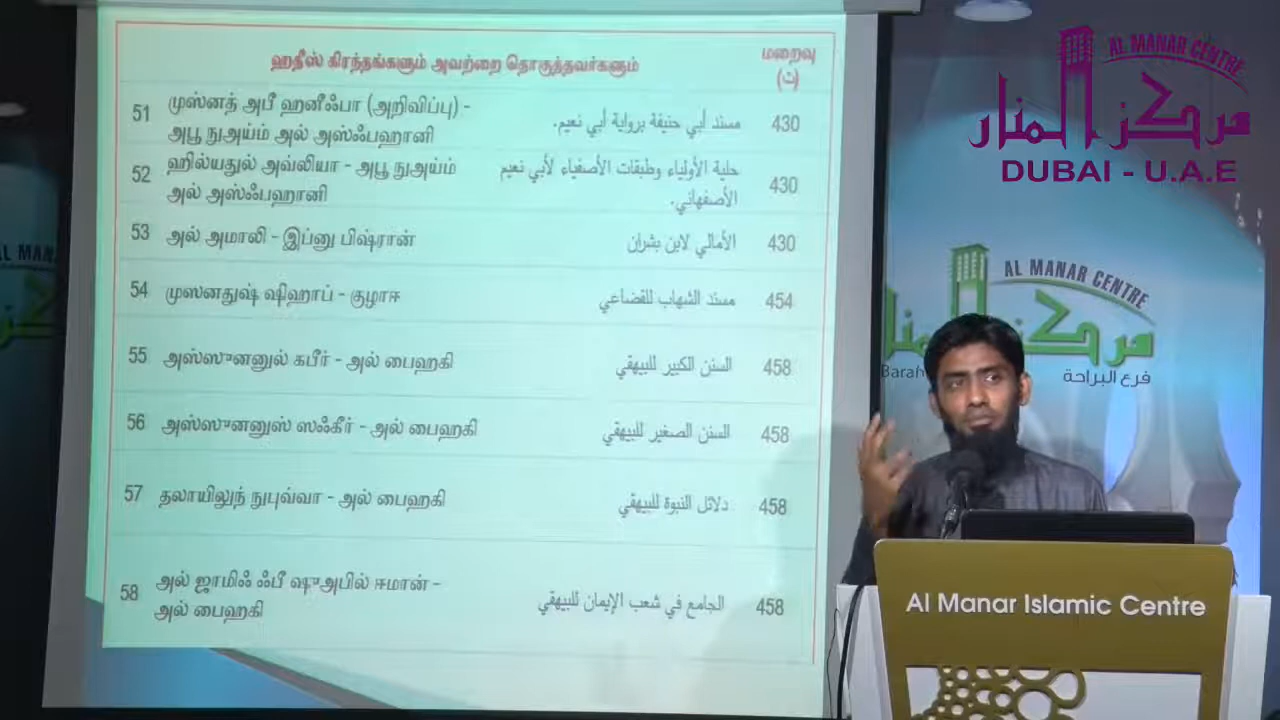 ஹதீஸ் கிரந்தங்களும் அவற்றை தொகுத்தவர்களும்
மறைவு
(ஹி)
51 முஸ்னத் அபீ ஹனீஃபா (அறிவிப்பு) - அபூ நுஅய்ம் அல் அஸ்ஃபஹானி مسند أبي حنيفة برواية أبي نعيم. 430
52 ஹில்யதுல் அவ்லியா - அபூ நுஅய்ம் அல் அஸ்ஃபஹானி حلية الأولياء وطبقات الأصفياء لأبي نعيم الأصفهاني. 430
53 அல் அமாலி - இப்னு பிஷ்ரான் الأمالي لابن بشران 430
54 முஸனதுஷ் ஷிஹாப் - குழாஈ مسند الشهاب للقضاعي 454
55 அஸ்ஸுனனுல் கபீர் - அல் பைஹகி السنن الكبير للبيهقي 458
56 அஸ்ஸுனனுஸ் ஸஃகீர் - அல் பைஹகி السنن الصغير للبيهقي 458
57 தலாயிலுந் நுபுவ்வா - அல் பைஹகி دلائل النبوة للبيهقي 458
58 அல் ஜாமிஃ ஃபீ ஷுஅபில் ஈமான் - அல் பைஹகி الجامع في شعب الإيمان للبيهقي 458
AL MANAR CENTRE
مركز المنار
DUBAI - U.A.E
AL MANAR CENTRE
مركز المنار
فرع البراحة
Al Manar Islamic Centre